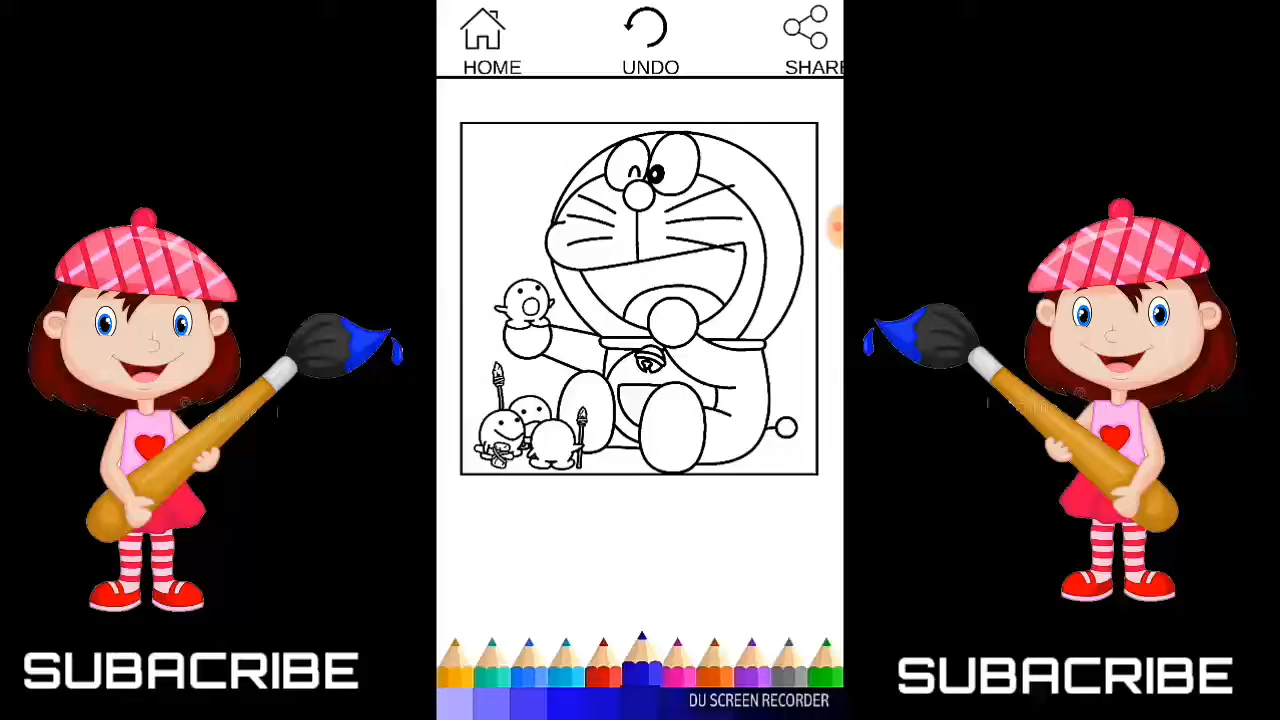 HOME
UNDO
SHARE
SUBACRIBE
SUBACRIBE
DU SCREEN RECORDER